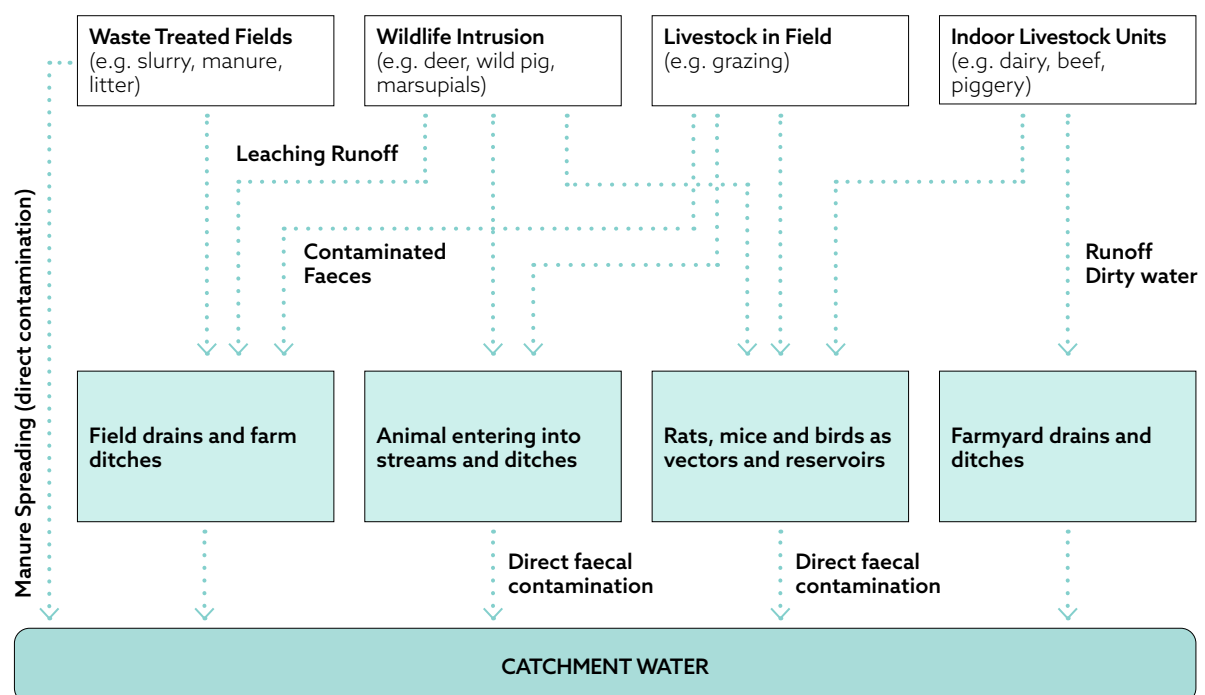 Waste Treated Fields
(e.g. slurry, manure,
litter)
Wildlife Intrusion
(e.g. deer, wild pig,
marsupials)
Livestock in Field
(e.g. grazing)
Indoor Livestock Units
(e.g. dairy, beef,
piggery)
Manure Spreading (direct contamination)
Leaching Runoff
Contaminated
Faeces
Runoff
Dirty water
Field drains and farm
ditches
Animal entering into
streams and ditches
Rats, mice and birds as
vectors and reservoirs
Farmyard drains and
ditches
Direct faecal
contamination
Direct faecal
contamination
CATCHMENT WATER